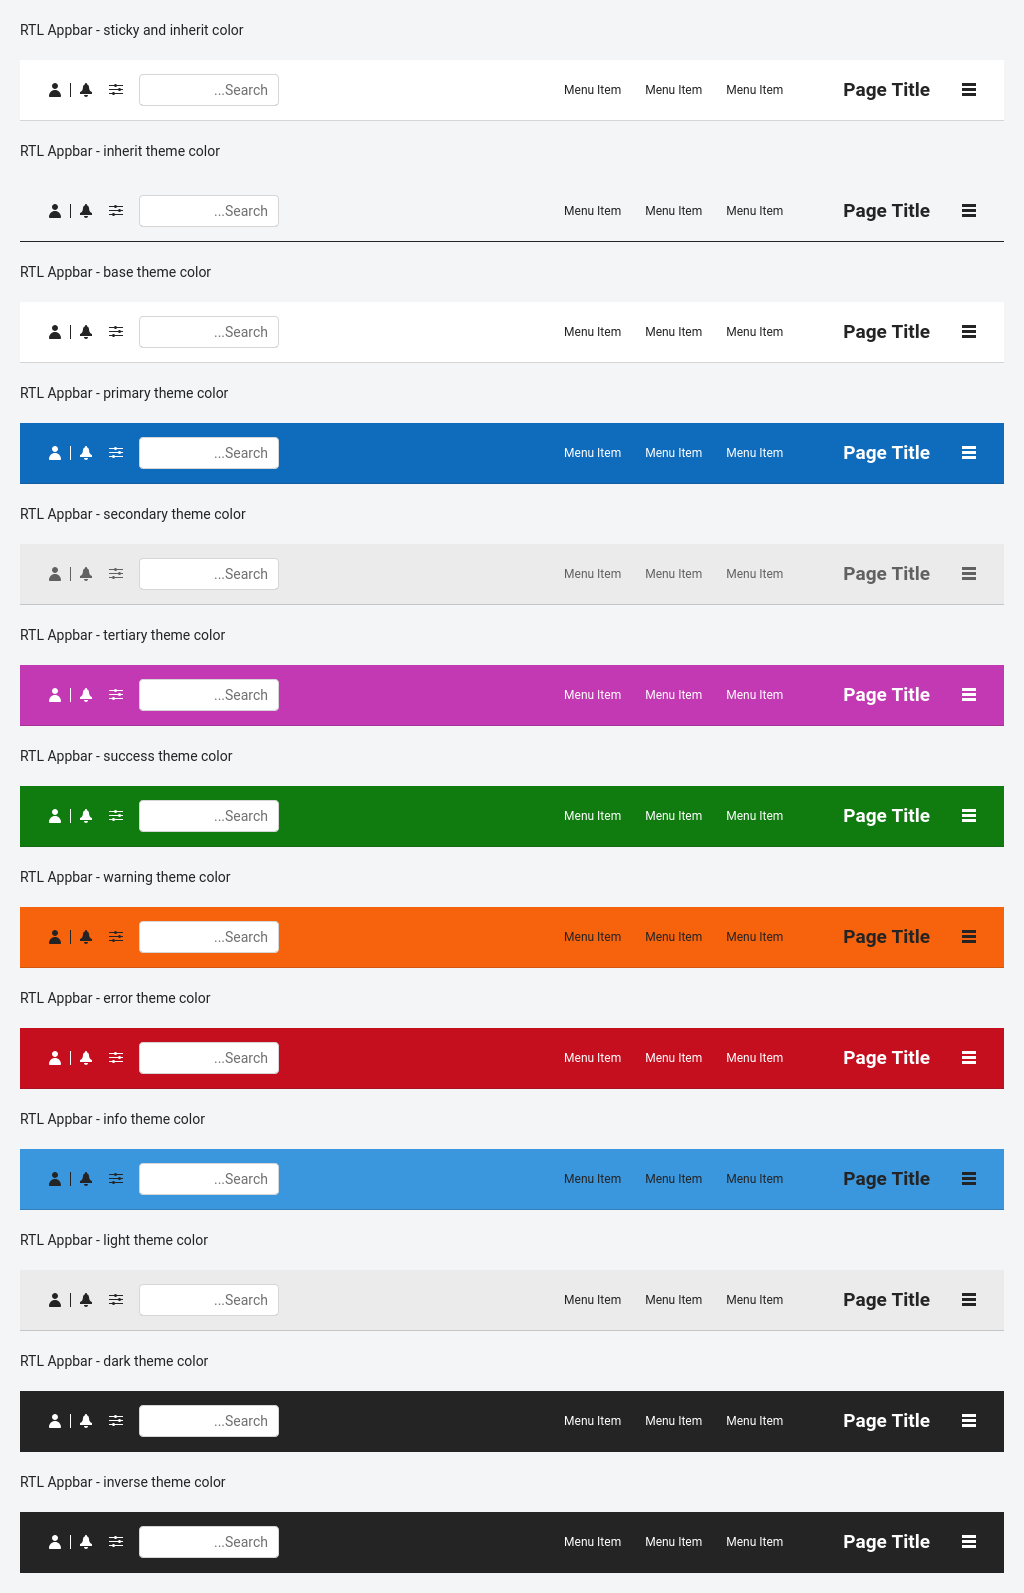 RTL Appbar - sticky and inherit color
...Search Menu Item Menu Item Menu Item Page Title
RTL Appbar - inherit theme color
...Search Menu Item Menu Item Menu Item Page Title
RTL Appbar - base theme color
...Search Menu Item Menu Item Menu Item Page Title
RTL Appbar - primary theme color
...Search Menu Item Menu Item Menu Item Page Title
RTL Appbar - secondary theme color
...Search Menu Item Menu Item Menu Item Page Title
RTL Appbar - tertiary theme color
...Search Menu Item Menu Item Menu Item Page Title
RTL Appbar - success theme color
...Search Menu Item Menu Item Menu Item Page Title
RTL Appbar - warning theme color
...Search Menu Item Menu Item Menu Item Page Title
RTL Appbar - error theme color
...Search Menu Item Menu Item Menu Item Page Title
RTL Appbar - info theme color
...Search Menu Item Menu Item Menu Item Page Title
RTL Appbar - light theme color
...Search Menu Item Menu Item Menu Item Page Title
RTL Appbar - dark theme color
...Search Menu Item Menu Item Menu Item Page Title
RTL Appbar - inverse theme color
...Search Menu Item Menu Item Menu Item Page Title